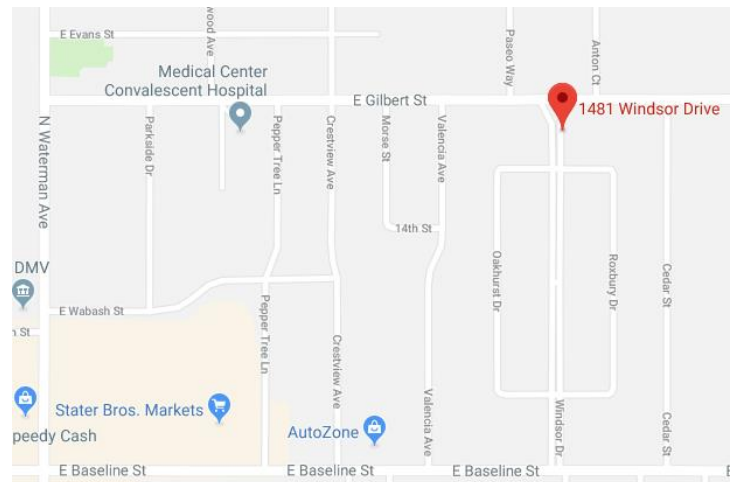 E Evans St
wood Ave
Paseo Way
Anton Ct
Medical Center
Convalescent Hospital
E Gilbert St
1481 Windsor Drive
N Waterman Ave
Parkside Dr
Pepper Tree Ln
Crestview Ave
Morse St
Valencia Ave
14th St
DMV
Oakhurst Dr
Roxbury Dr
Cedar St
E Wabash St
h St
Pepper Tree Ln
Crestview Ave
Valencia Ave
Stater Bros. Markets
peedy Cash
AutoZone
Windsor Dr
Cedar St
E Baseline St
E Baseline St
E Baseline St